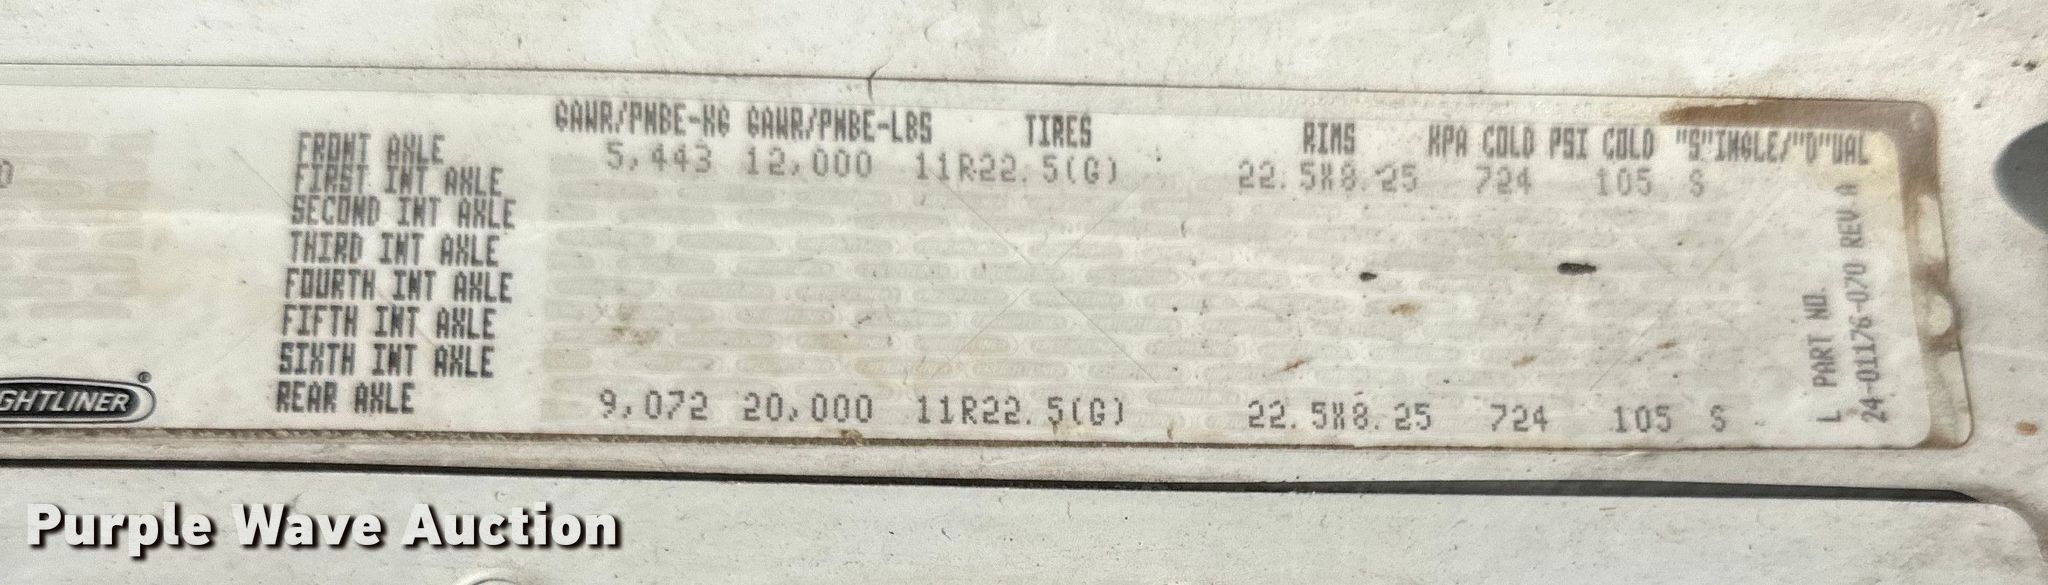 GAWR/PNBE-KG GAWR/PNBE-LBS TIRES RIMS KPA COLD PSI COLD "S"INGLE/"D"UAL
FRONT AXLE 5,443 12,000 11R22.5(G) 22.5X8.25 724 105 S
FIRST INT AXLE
SECOND INT AXLE
THIRD INT AXLE
FOURTH INT AXLE
FIFTH INT AXLE
SIXTH INT AXLE
REAR AXLE 9,072 20,000 11R22.5(G) 22.5X8.25 724 105 S
L PART NO.
24-01176-070 REV.A
GHTLINER®
Purple Wave Auction